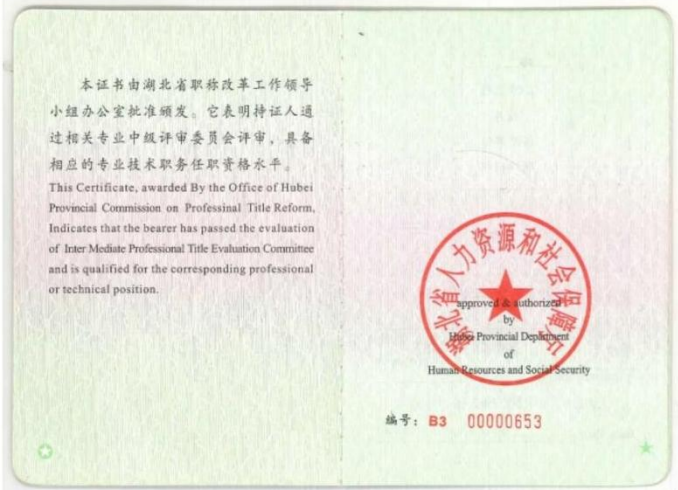 本证书由湖北省职称改革工作领导
小组办公室批准颁发。它表明持证人通
过相关专业中级评审委员会评审，具备
相应的专业技术职务任职资格水平。
This Certificate, awarded By the Office of Hubei
Provincial Commission on Professinal Title Reform,
Indicates that the bearer has passed the evaluation
of Inter Mediate Professional Title Evaluation Committee
and is qualified for the corresponding professional
or technical position.
湖北省人力资源和社会保障厅
approved & authorized
by
Hubei Provincial Department
of
Human Resources and Social Security
编号：B3 00000653